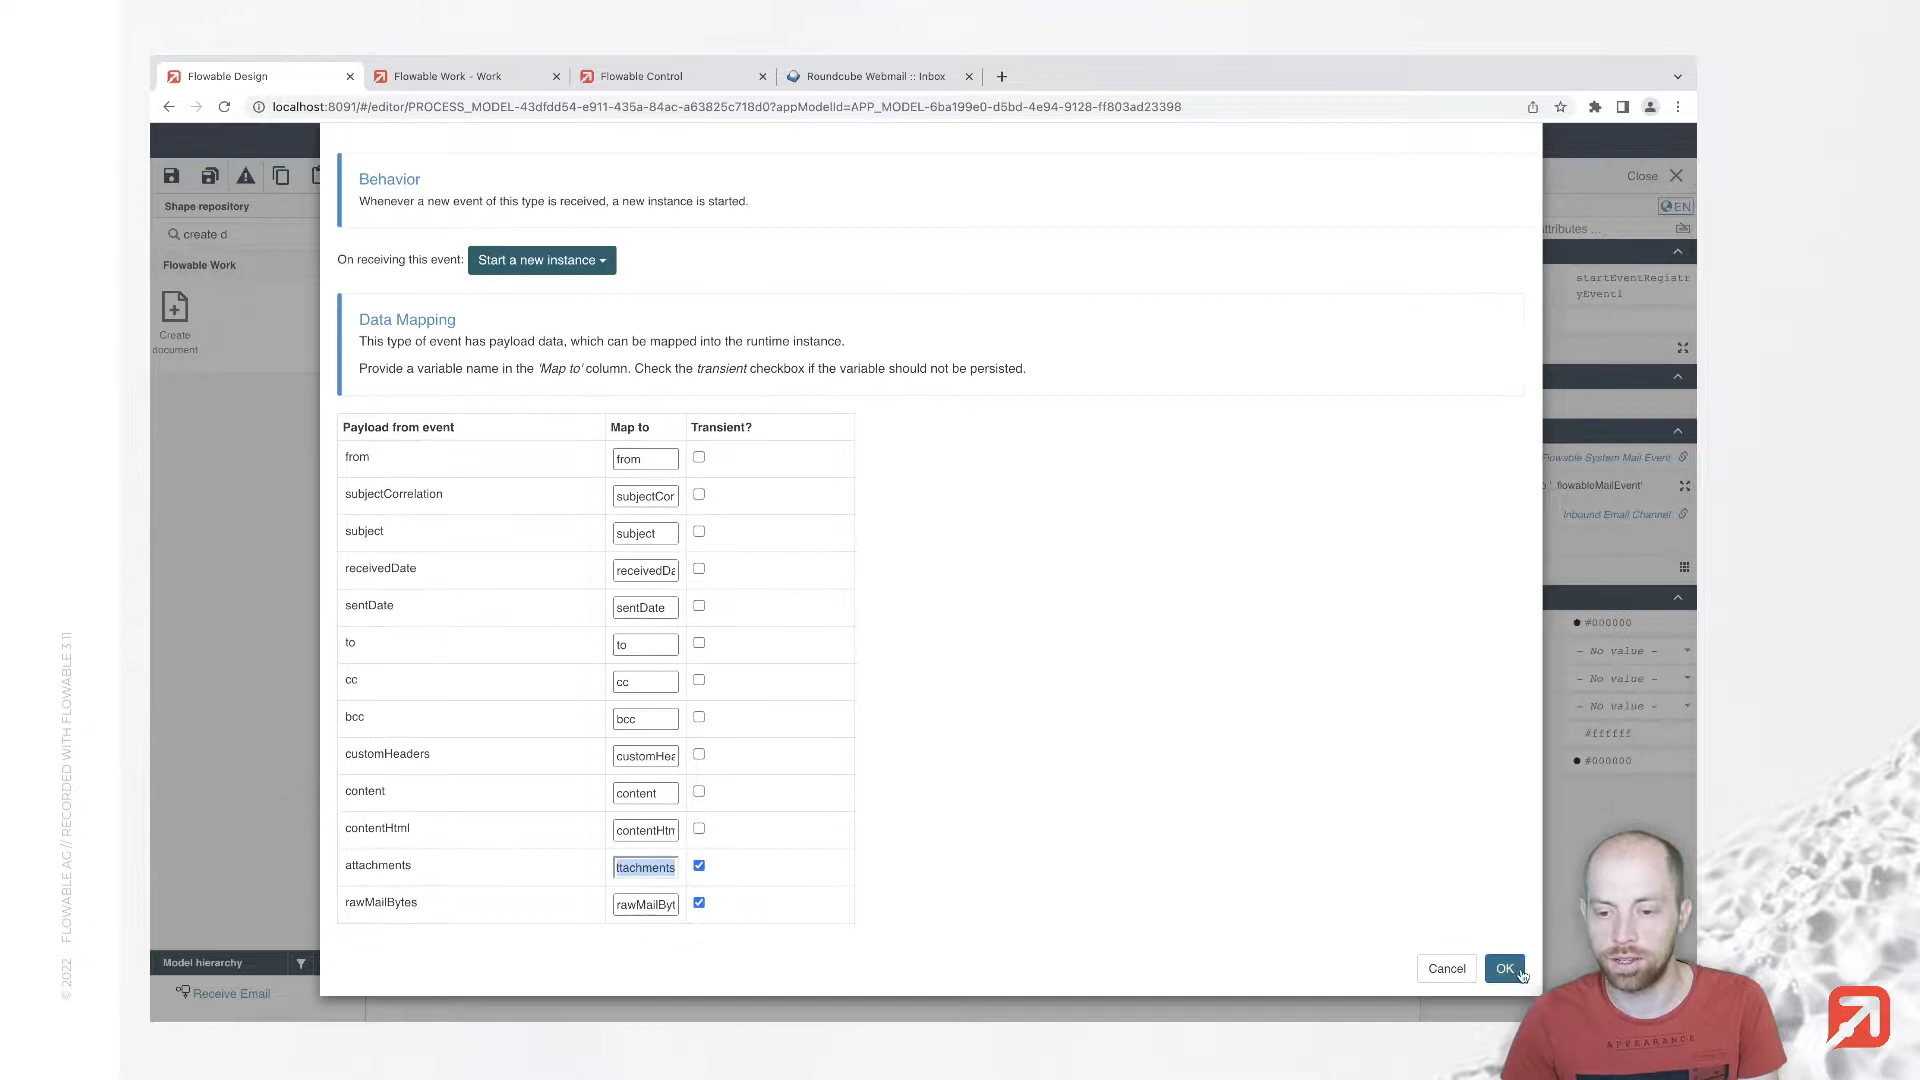 Flowable Design
Flowable Work - Work
Flowable Control
Roundcube Webmail :: Inbox
localhost:8091/#/editor/PROCESS_MODEL-43dfdd54-e911-435a-84ac-a63825c718d0?appModelId=APP_MODEL-6ba199e0-d5bd-4e94-9128-ff803ad23398
Close
Shape repository
create d
Flowable Work
Create
document
EN
ttributes ...
startEventRegistr
yEvent1
Flowable System Mail Event
o '_flowableMailEvent'
Inbound Email Channel
#000000
- No value -
- No value -
- No value -
#ffffff
#000000
Behavior
Whenever a new event of this type is received, a new instance is started.
On receiving this event: Start a new instance
Data Mapping
This type of event has payload data, which can be mapped into the runtime instance.
Provide a variable name in the 'Map to' column. Check the transient checkbox if the variable should not be persisted.
Payload from event Map to Transient?
from from
subjectCorrelation subjectCor
subject subject
receivedDate receivedDa
sentDate sentDate
to to
cc cc
bcc bcc
customHeaders customHea
content content
contentHtml contentHtm
attachments ttachments
rawMailBytes rawMailByt
Cancel OK
Model hierarchy
Receive Email
© 2022 FLOWABLE AG // RECORDED WITH FLOWABLE 3.11
APPEARANCE